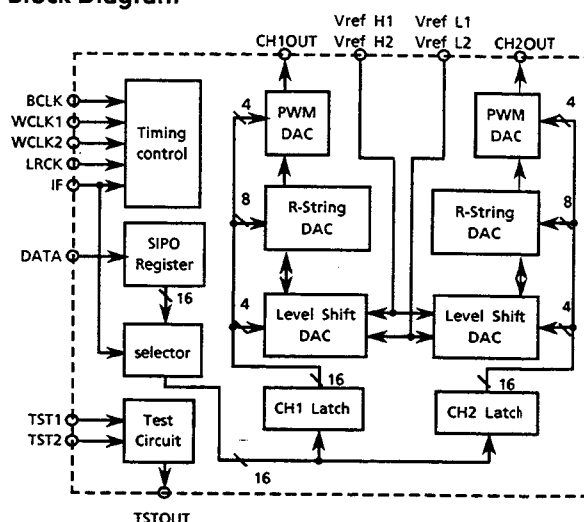 Block Diagram
Vref H1 Vref L1
CH1OUT Vref H2 Vref L2 CH2OUT
BCLK
WCLK1
WCLK2
LRCK
IF
DATA
TST1
TST2
Timing
control
SIPO
Register
16
selector
Test
Circuit
TSTOUT
4
PWM
DAC
8
R-String
DAC
4
Level Shift
DAC
16
CH1 Latch
16
PWM
DAC
4
R-String
DAC
8
Level Shift
DAC
4
16
CH2 Latch